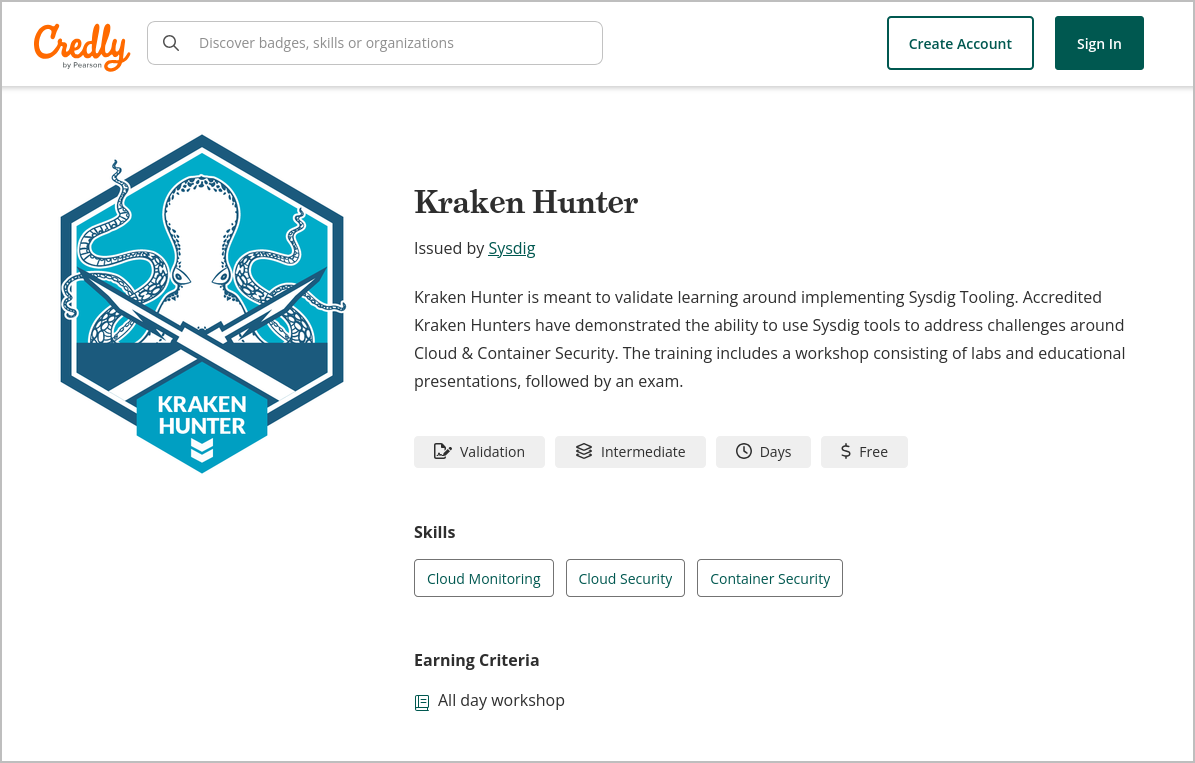 Credly
by Pearson
Discover badges, skills or organizations
Create Account
Sign In
KRAKEN
HUNTER
Kraken Hunter
Issued by Sysdig
Kraken Hunter is meant to validate learning around implementing Sysdig Tooling. Accredited
Kraken Hunters have demonstrated the ability to use Sysdig tools to address challenges around
Cloud & Container Security. The training includes a workshop consisting of labs and educational
presentations, followed by an exam.
Validation
Intermediate
Days
Free
Skills
Cloud Monitoring
Cloud Security
Container Security
Earning Criteria
All day workshop